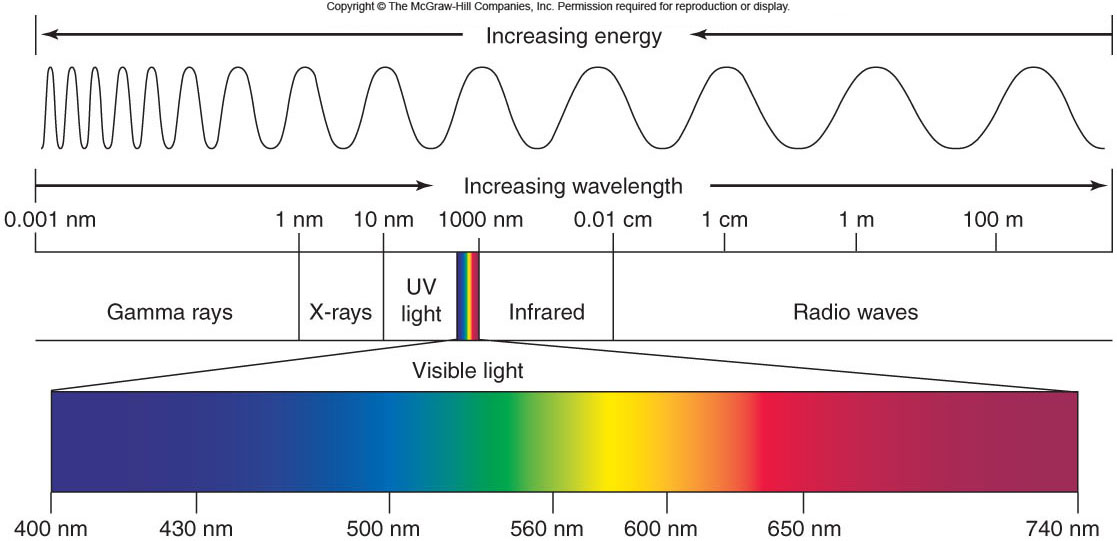 Copyright © The McGraw-Hill Companies, Inc. Permission required for reproduction or display.
Increasing energy
Increasing wavelength
0.001 nm 1 nm 10 nm 1000 nm 0.01 cm 1 cm 1 m 100 m
Gamma rays X-rays UV light Infrared Radio waves
Visible light
400 nm 430 nm 500 nm 560 nm 600 nm 650 nm 740 nm